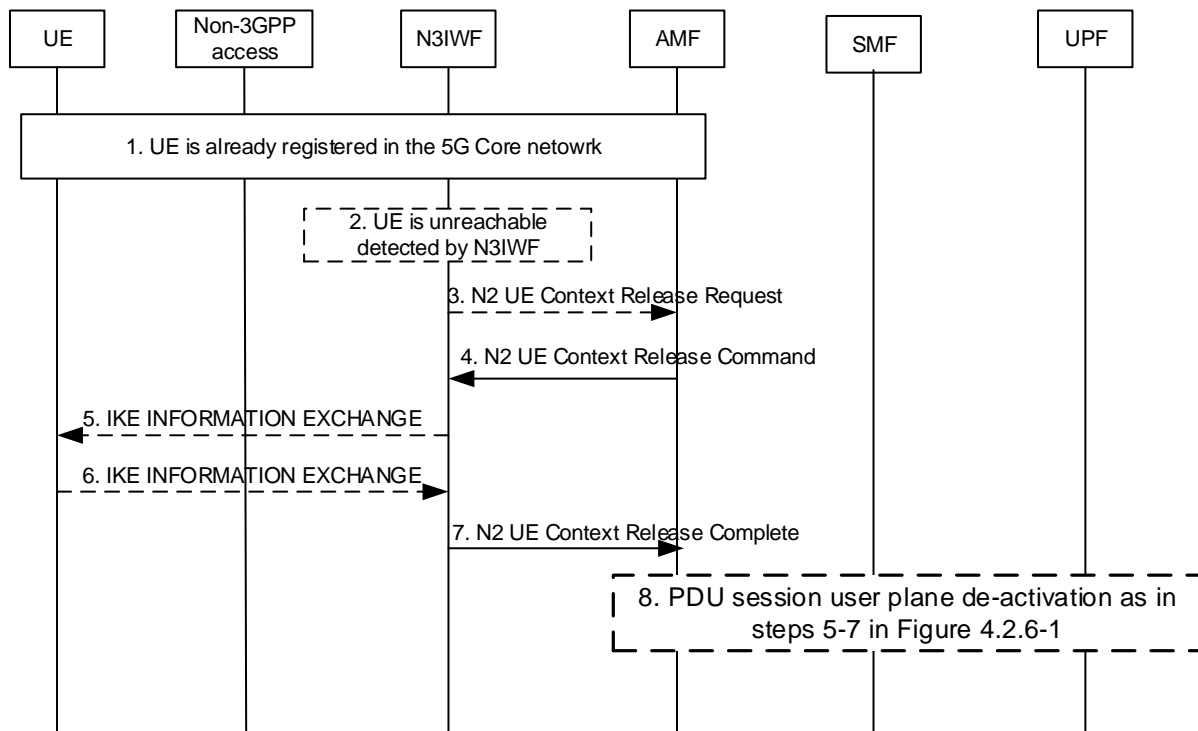 UE
Non-3GPP
access
N3IWF
AMF
SMF
UPF
1. UE is already registered in the 5G Core netowrk
2. UE is unreachable
detected by N3IWF
3. N2 UE Context Release Request
4. N2 UE Context Release Command
5. IKE INFORMATION EXCHANGE
6. IKE INFORMATION EXCHANGE
7. N2 UE Context Release Complete
8. PDU session user plane de-activation as in
steps 5-7 in Figure 4.2.6-1